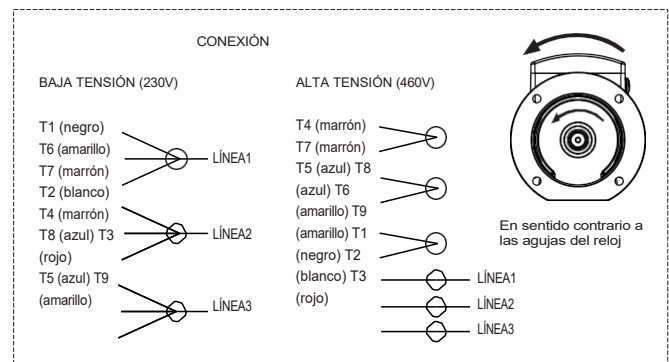 CONEXIÓN
BAJA TENSIÓN (230V)
T1 (negro)
T6 (amarillo)
T7 (marrón)
T2 (blanco)
T4 (marrón)
T8 (azul) T3
(rojo)
T5 (azul) T9
(amarillo)
LÍNEA1
LÍNEA2
LÍNEA3
ALTA TENSIÓN (460V)
T4 (marrón)
T7 (marrón)
T5 (azul) T8
(azul) T6
(amarillo) T9
(amarillo) T1
(negro) T2
(blanco) T3
(rojo)
LÍNEA1
LÍNEA2
LÍNEA3
En sentido contrario a
las agujas del reloj